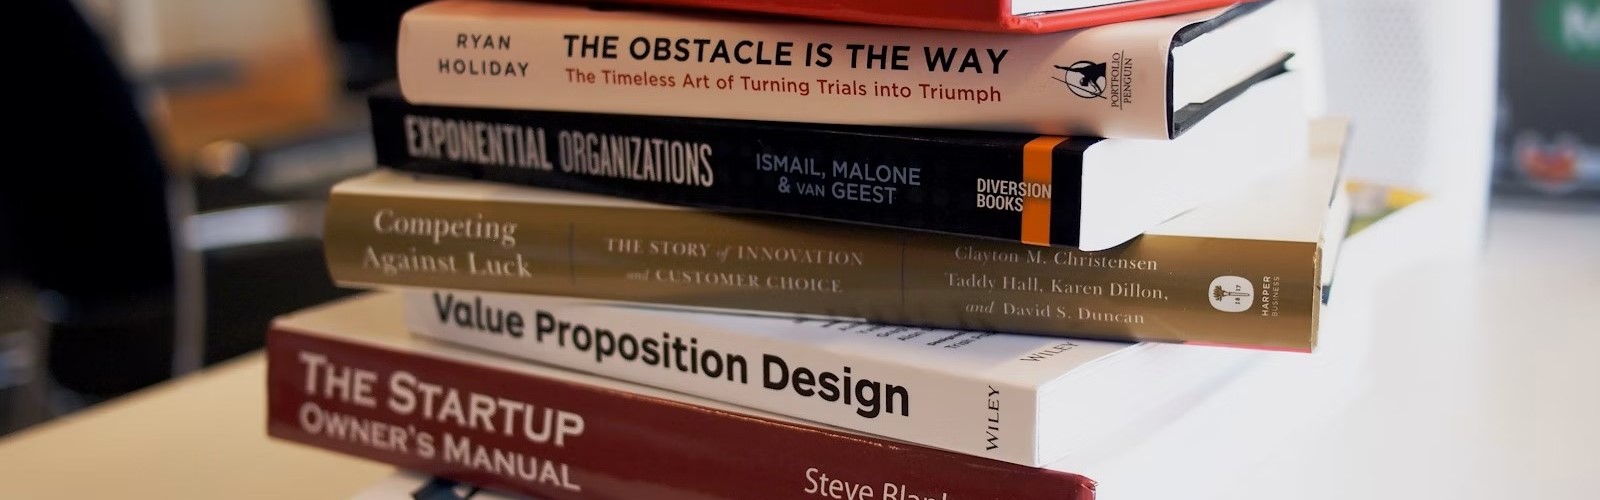 RYAN
HOLIDAY
THE OBSTACLE IS THE WAY
The Timeless Art of Turning Trials into Triumph
PORTFOLIO
PENGUIN
EXPONENTIAL ORGANIZATIONS
ISMAIL, MALONE
& VAN GEEST
DIVERSION
BOOKS
Competing
Against Luck
THE STORY of INNOVATION
and CUSTOMER CHOICE
Clayton M. Christensen
Taddy Hall, Karen Dillon,
and David S. Duncan
HARPER
BUSINESS
Value Proposition Design
WILEY
WILEY
THE STARTUP
OWNER'S MANUAL
Steve